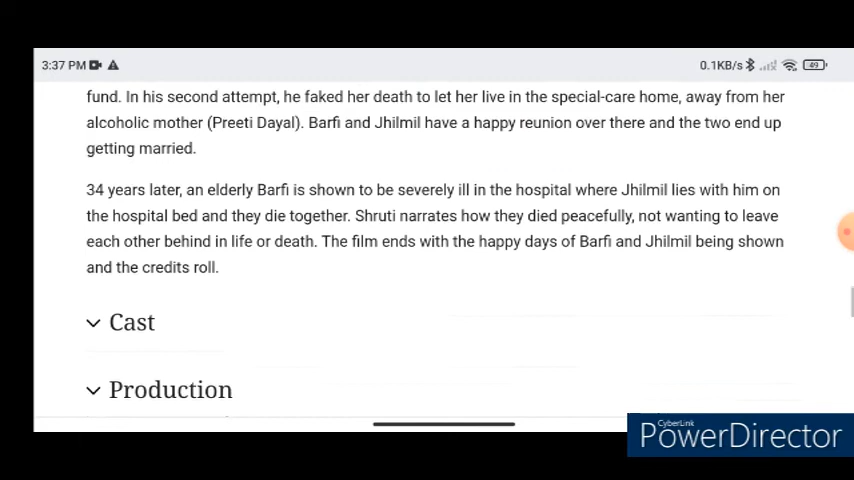 3:37 PM
0.1KB/s
49
fund. In his second attempt, he faked her death to let her live in the special-care home, away from her
alcoholic mother (Preeti Dayal). Barfi and Jhilmil have a happy reunion over there and the two end up
getting married.
34 years later, an elderly Barfi is shown to be severely ill in the hospital where Jhilmil lies with him on
the hospital bed and they die together. Shruti narrates how they died peacefully, not wanting to leave
each other behind in life or death. The film ends with the happy days of Barfi and Jhilmil being shown
and the credits roll.
Cast
Production
CyberLink
PowerDirector